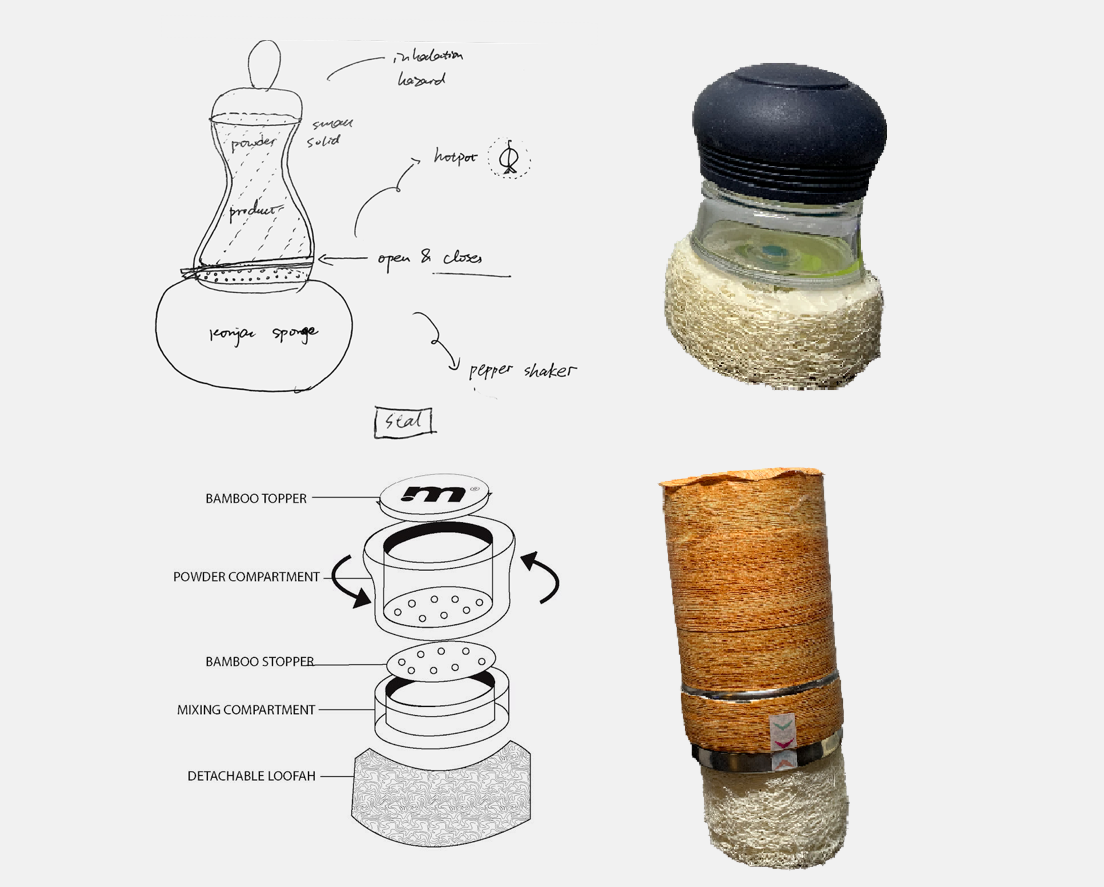 inhalation
hazard
small
solid
powder
hotpot
product
open & closes
konjac sponge
pepper shaker
BAMBOO TOPPER
m®
POWDER COMPARTMENT
BAMBOO STOPPER
MIXING COMPARTMENT
DETACHABLE LOOFAH